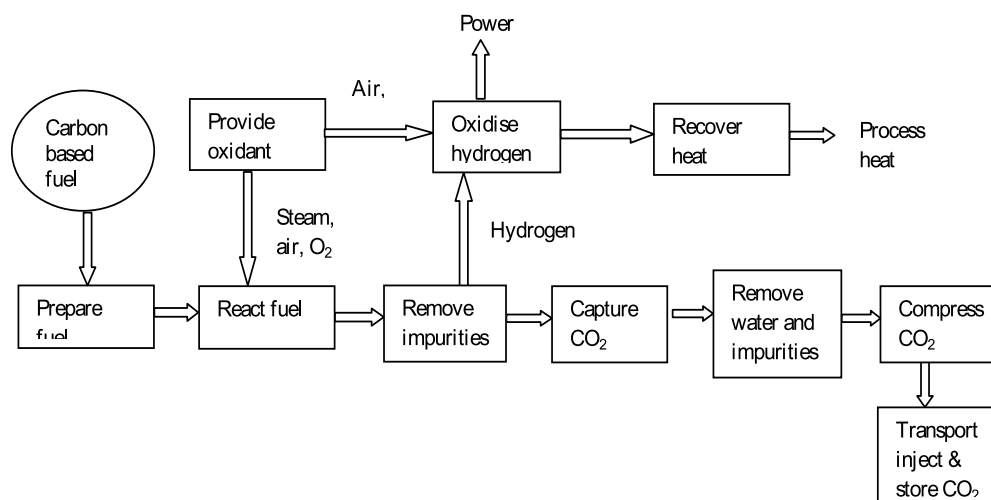 Power
Air,
Carbon
based
fuel
Provide
oxidant
Oxidise
hydrogen
Recover
heat
Process
heat
Steam,
air, O₂
Hydrogen
Prepare
fuel
React fuel
Remove
impurities
Capture
CO₂
Remove
water and
impurities
Compress
CO₂
Transport
inject &
store CO₂